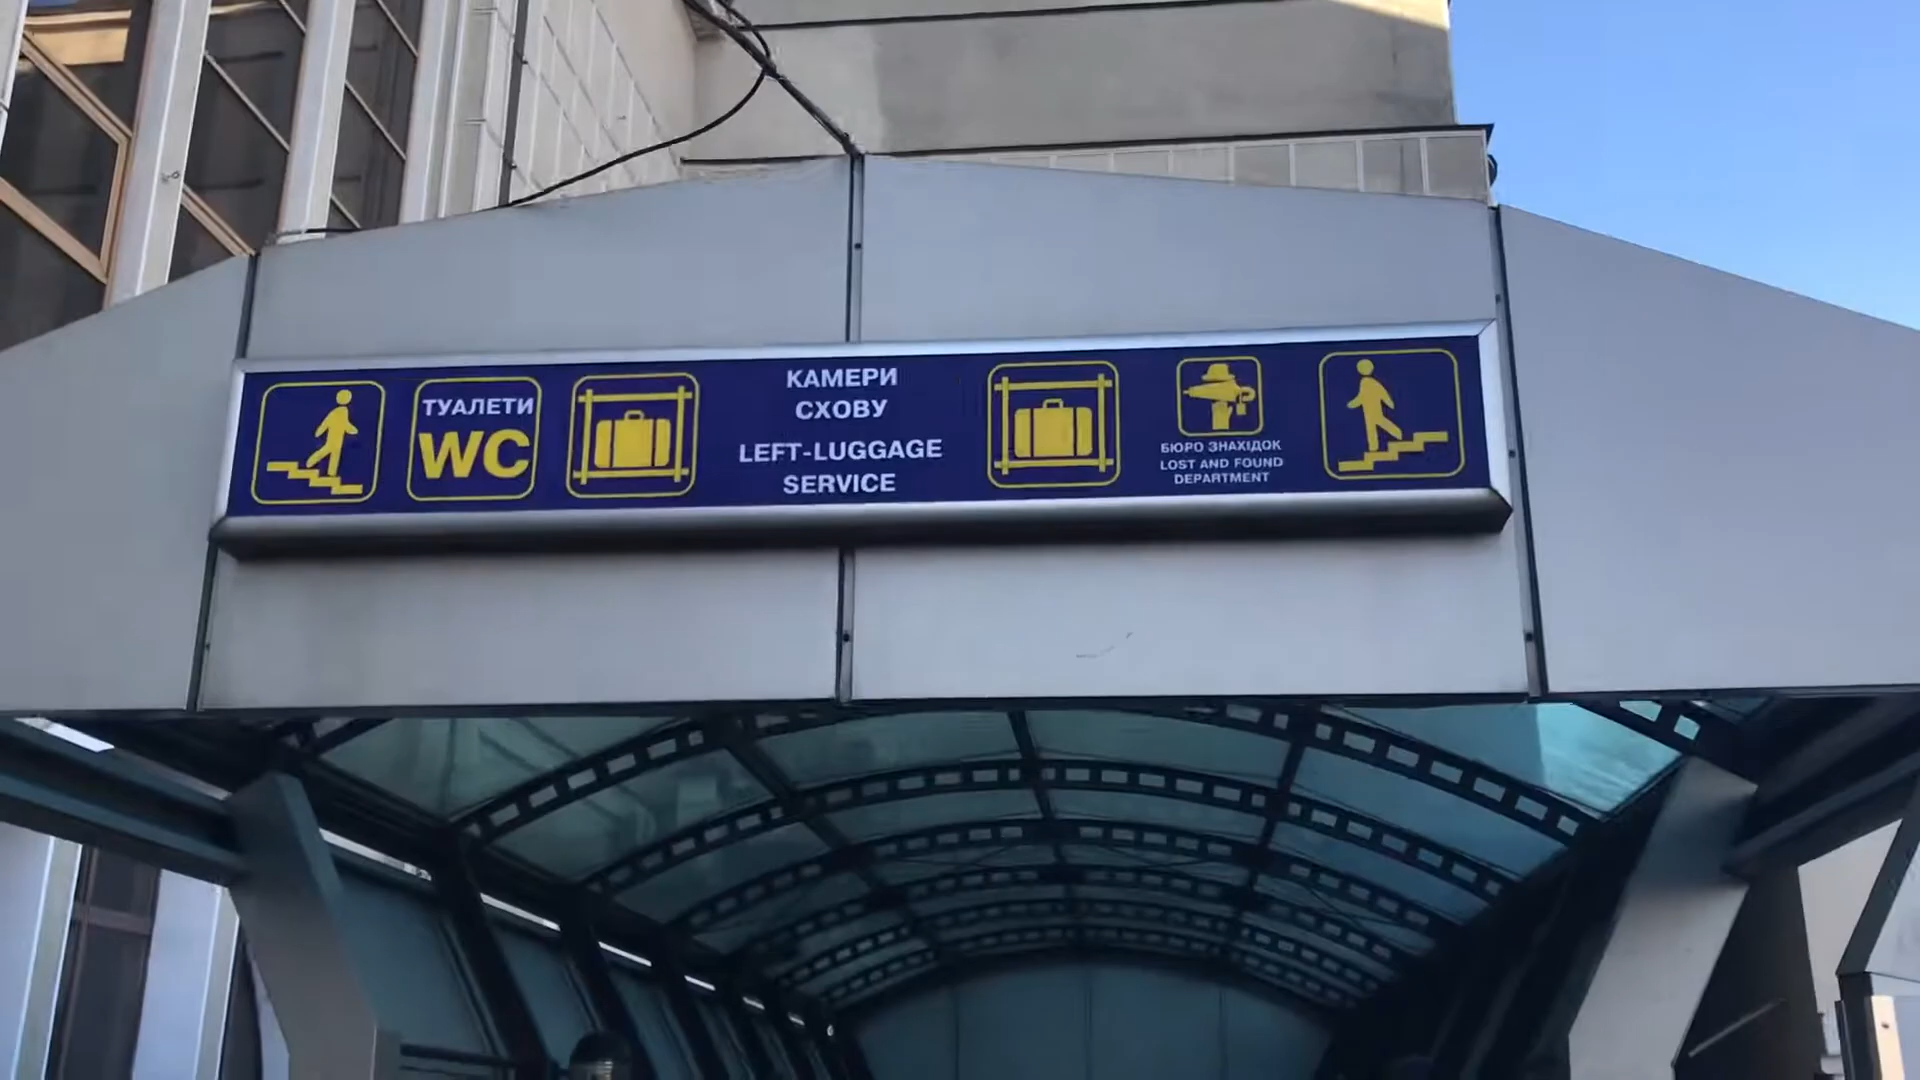 ТУАЛЕТИ
WC
КАМЕРИ
СХОВУ
LEFT-LUGGAGE
SERVICE
БЮРО ЗНАХІДОК
LOST AND FOUND
DEPARTMENT